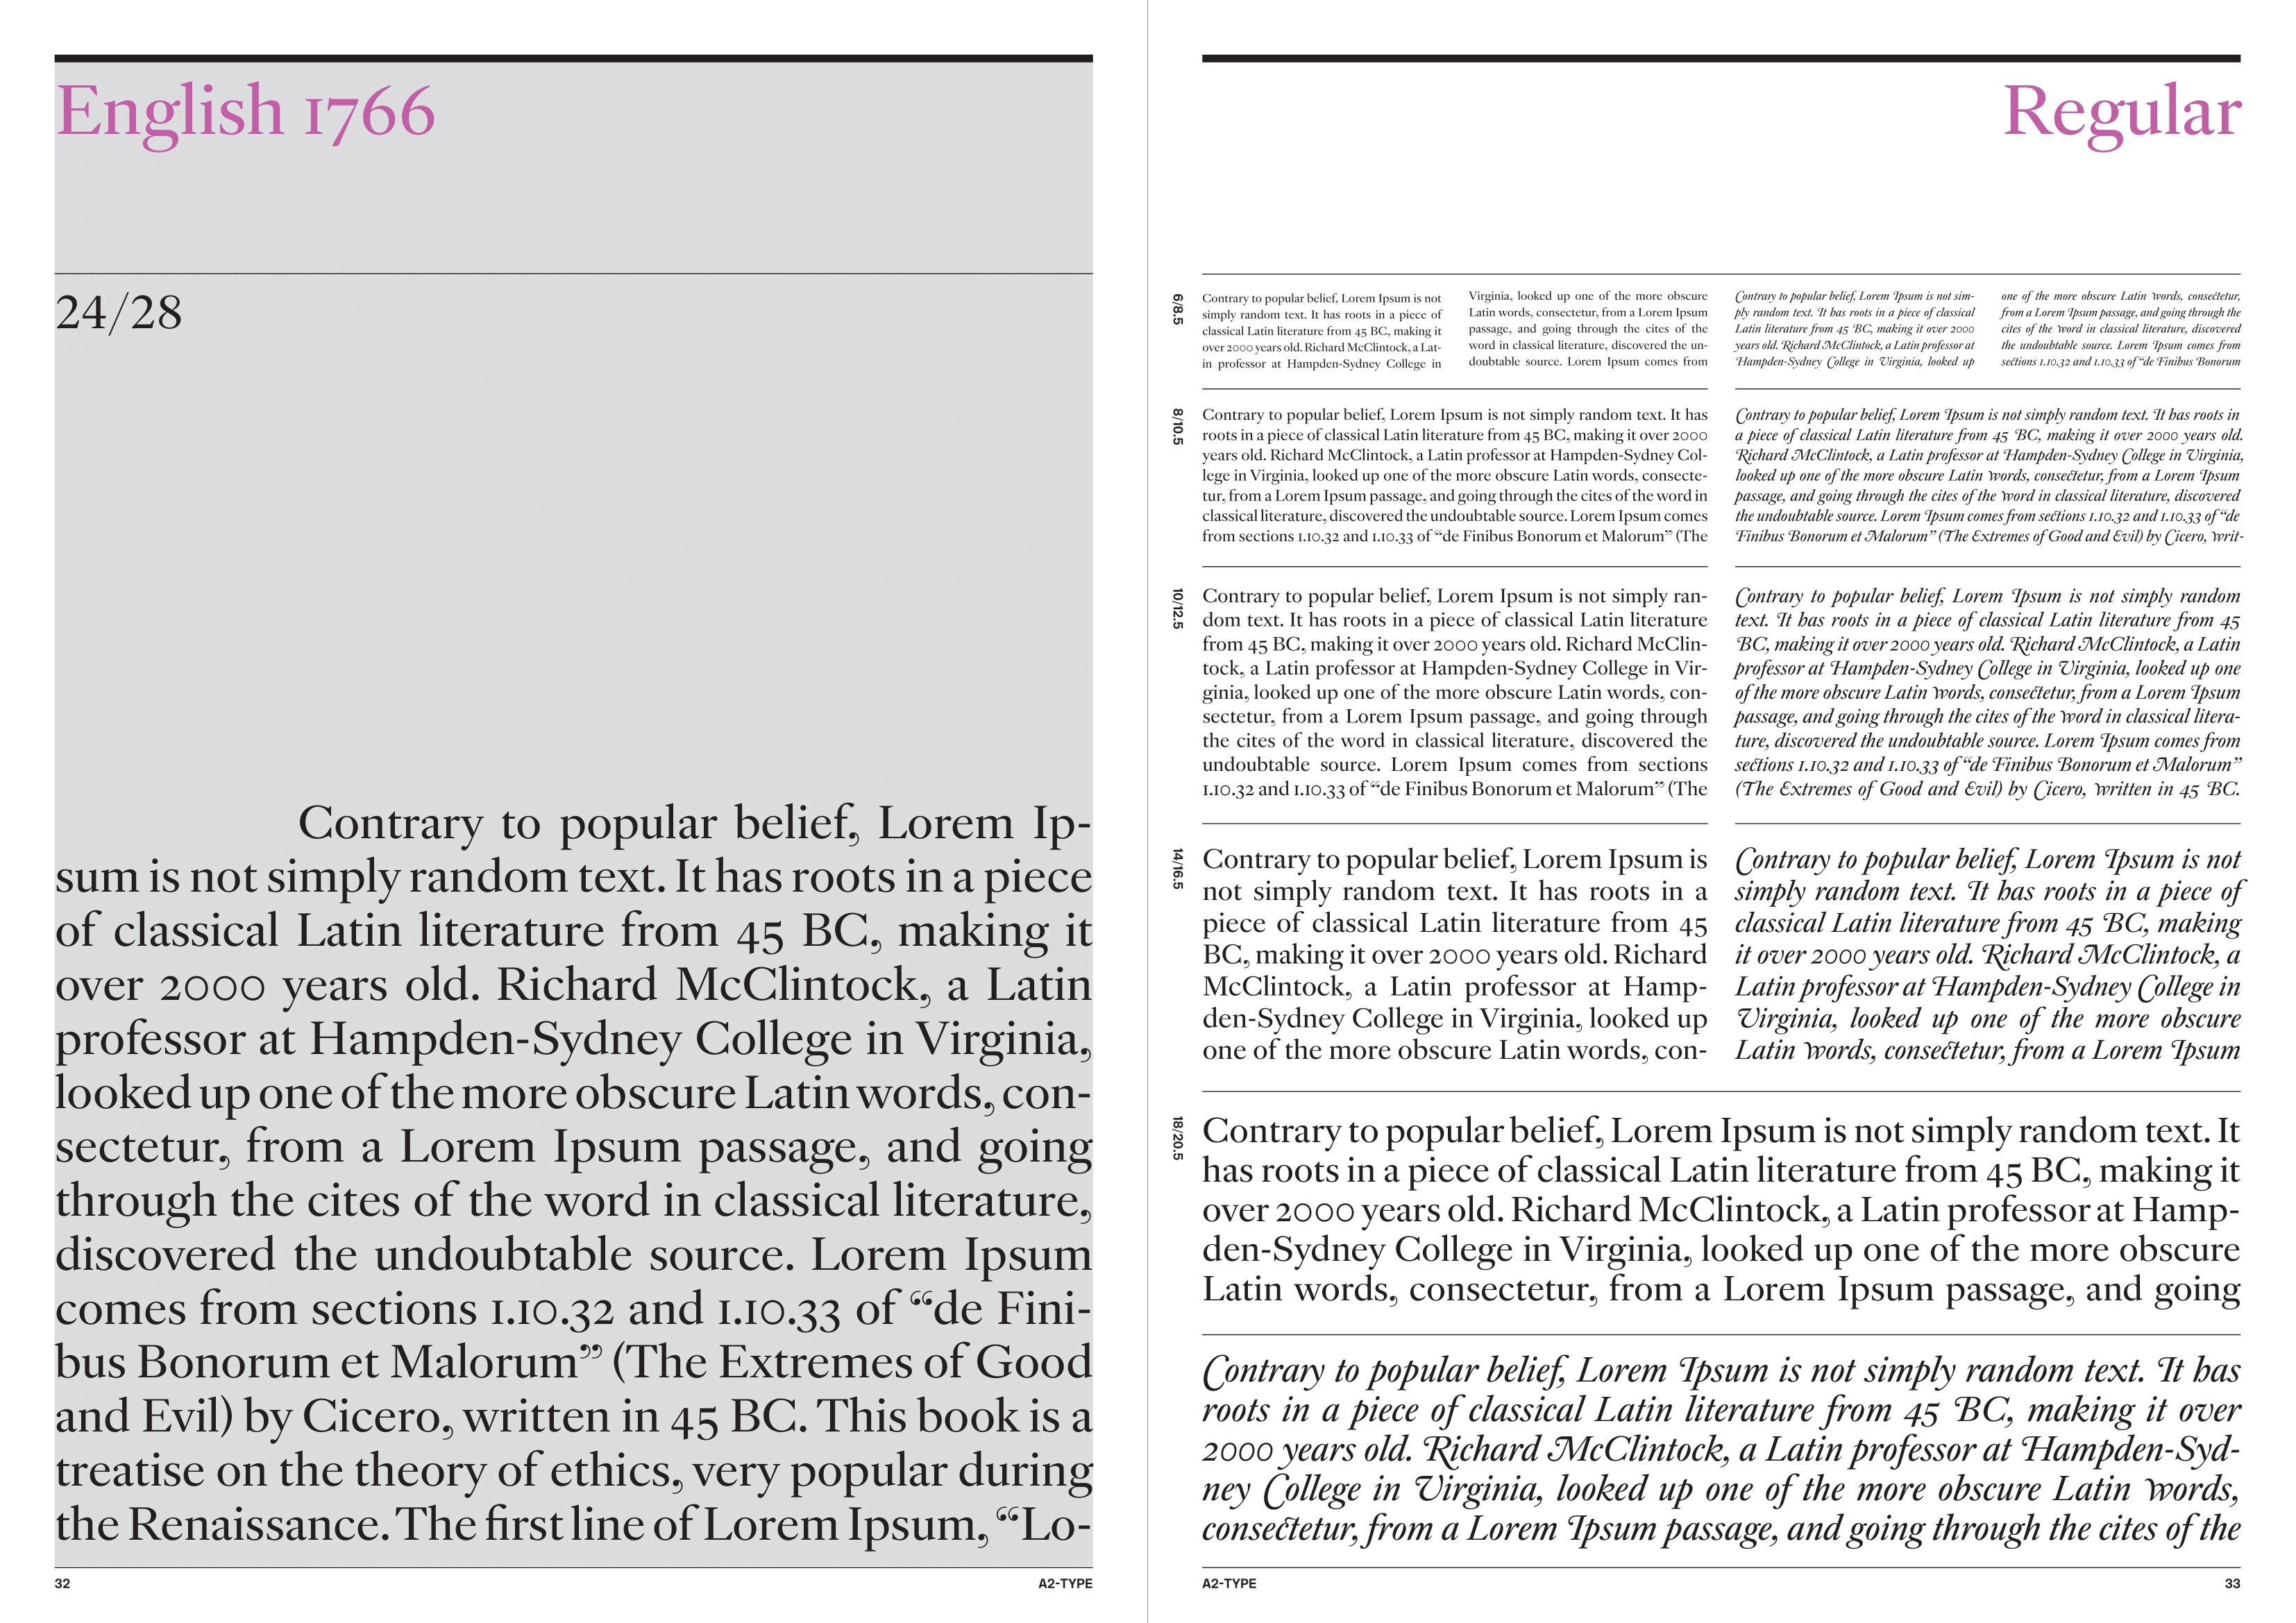 English 1766
24/28
Contrary to popular belief, Lorem Ip-
sum is not simply random text. It has roots in a piece
of classical Latin literature from 45 BC, making it
over 2000 years old. Richard McClintock, a Latin
professor at Hampden-Sydney College in Virginia,
looked up one of the more obscure Latin words, con-
sectetur, from a Lorem Ipsum passage, and going
through the cites of the word in classical literature,
discovered the undoubtable source. Lorem Ipsum
comes from sections 1.10.32 and 1.10.33 of “de Fini-
bus Bonorum et Malorum” (The Extremes of Good
and Evil) by Cicero, written in 45 BC. This book is a
treatise on the theory of ethics, very popular during
the Renaissance. The first line of Lorem Ipsum, “Lo-
32
A2-TYPE
Regular
6/8.5
Contrary to popular belief, Lorem Ipsum is not
simply random text. It has roots in a piece of
classical Latin literature from 45 BC, making it
over 2000 years old. Richard McClintock, a Lat-
in professor at Hampden-Sydney College in
Virginia, looked up one of the more obscure
Latin words, consectetur, from a Lorem Ipsum
passage, and going through the cites of the
word in classical literature, discovered the un-
doubtable source. Lorem Ipsum comes from
Contrary to popular belief, Lorem Ipsum is not sim-
ply random text. It has roots in a piece of classical
Latin literature from 45 BC, making it over 2000
years old. Richard McClintock, a Latin professor at
Hampden-Sydney College in Virginia, looked up
one of the more obscure Latin words, consectetur,
from a Lorem Ipsum passage, and going through the
cites of the word in classical literature, discovered
the undoubtable source. Lorem Ipsum comes from
sections 1.10.32 and 1.10.33 of “de Finibus Bonorum
8/10.5
Contrary to popular belief, Lorem Ipsum is not simply random text. It has
roots in a piece of classical Latin literature from 45 BC, making it over 2000
years old. Richard McClintock, a Latin professor at Hampden-Sydney Col-
lege in Virginia, looked up one of the more obscure Latin words, consecte-
tur, from a Lorem Ipsum passage, and going through the cites of the word in
classical literature, discovered the undoubtable source. Lorem Ipsum comes
from sections 1.10.32 and 1.10.33 of “de Finibus Bonorum et Malorum” (The
Contrary to popular belief, Lorem Ipsum is not simply random text. It has roots in
a piece of classical Latin literature from 45 BC, making it over 2000 years old.
Richard McClintock, a Latin professor at Hampden-Sydney College in Virginia,
looked up one of the more obscure Latin words, consectetur, from a Lorem Ipsum
passage, and going through the cites of the word in classical literature, discovered
the undoubtable source. Lorem Ipsum comes from sections 1.10.32 and 1.10.33 of “de
Finibus Bonorum et Malorum” (The Extremes of Good and Evil) by Cicero, writ-
10/12.5
Contrary to popular belief, Lorem Ipsum is not simply ran-
dom text. It has roots in a piece of classical Latin literature
from 45 BC, making it over 2000 years old. Richard McClin-
tock, a Latin professor at Hampden-Sydney College in Vir-
ginia, looked up one of the more obscure Latin words, con-
sectetur, from a Lorem Ipsum passage, and going through
the cites of the word in classical literature, discovered the
undoubtable source. Lorem Ipsum comes from sections
1.10.32 and 1.10.33 of “de Finibus Bonorum et Malorum” (The
Contrary to popular belief, Lorem Ipsum is not simply random
text. It has roots in a piece of classical Latin literature from 45
BC, making it over 2000 years old. Richard McClintock, a Latin
professor at Hampden-Sydney College in Virginia, looked up one
of the more obscure Latin words, consectetur, from a Lorem Ipsum
passage, and going through the cites of the word in classical litera-
ture, discovered the undoubtable source. Lorem Ipsum comes from
sections 1.10.32 and 1.10.33 of “de Finibus Bonorum et Malorum”
(The Extremes of Good and Evil) by Cicero, written in 45 BC.
14/16.5
Contrary to popular belief, Lorem Ipsum is
not simply random text. It has roots in a
piece of classical Latin literature from 45
BC, making it over 2000 years old. Richard
McClintock, a Latin professor at Hamp-
den-Sydney College in Virginia, looked up
one of the more obscure Latin words, con-
Contrary to popular belief, Lorem Ipsum is not
simply random text. It has roots in a piece of
classical Latin literature from 45 BC, making
it over 2000 years old. Richard McClintock, a
Latin professor at Hampden-Sydney College in
Virginia, looked up one of the more obscure
Latin words, consectetur, from a Lorem Ipsum
18/20.5
Contrary to popular belief, Lorem Ipsum is not simply random text. It
has roots in a piece of classical Latin literature from 45 BC, making it
over 2000 years old. Richard McClintock, a Latin professor at Hamp-
den-Sydney College in Virginia, looked up one of the more obscure
Latin words, consectetur, from a Lorem Ipsum passage, and going
Contrary to popular belief, Lorem Ipsum is not simply random text. It has
roots in a piece of classical Latin literature from 45 BC, making it over
2000 years old. Richard McClintock, a Latin professor at Hampden-Syd-
ney College in Virginia, looked up one of the more obscure Latin words,
consectetur, from a Lorem Ipsum passage, and going through the cites of the
A2-TYPE
33